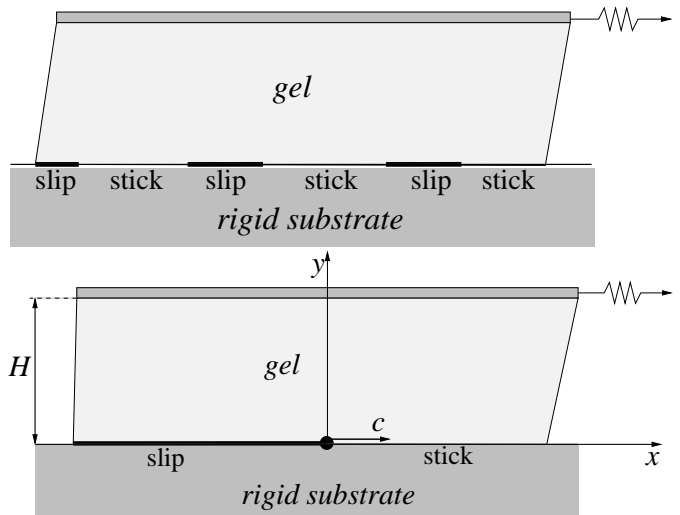 gel
slip stick slip stick slip stick
rigid substrate
y
H
gel
c
slip stick x
rigid substrate